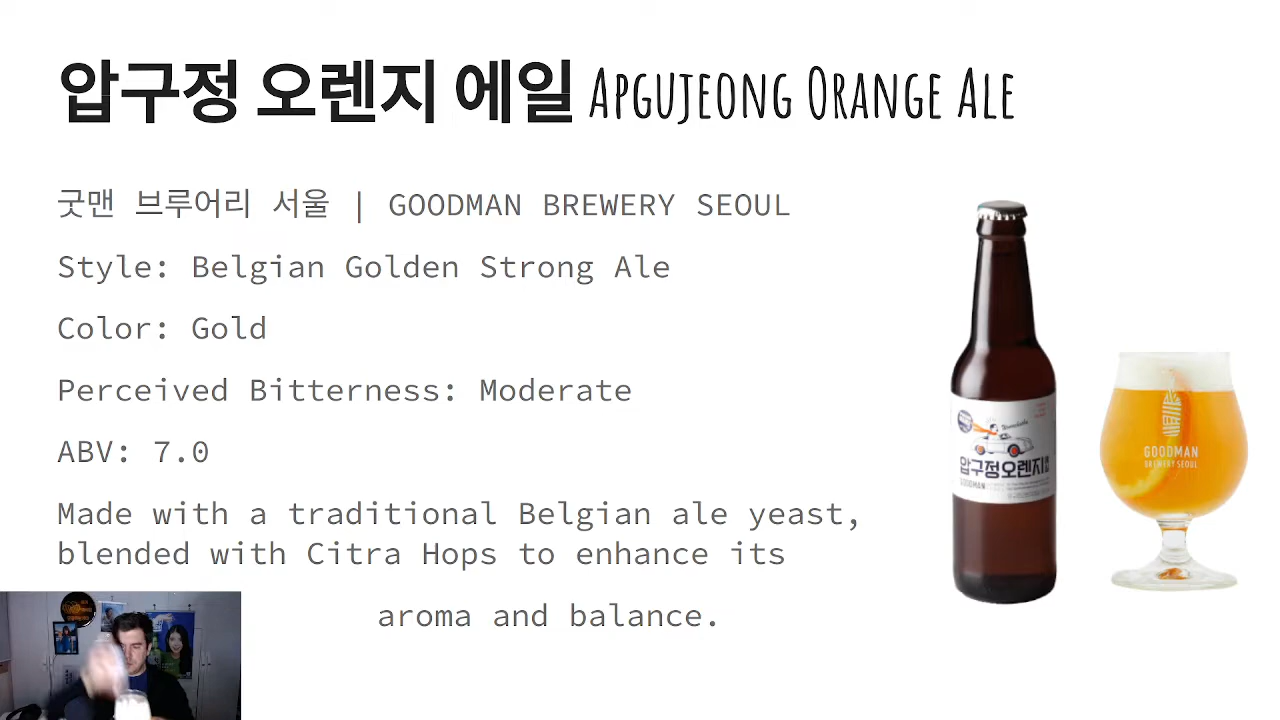 압구정 오렌지 에일 Apgujeong Orange Ale
굿맨 브루어리 서울 | GOODMAN BREWERY SEOUL
Style: Belgian Golden Strong Ale
Color: Gold
Perceived Bitterness: Moderate
ABV: 7.0
Made with a traditional Belgian ale yeast,
blended with Citra Hops to enhance its
aroma and balance.
압구정오렌지
GOODMAN
GOODMAN
BREWERY SEOUL